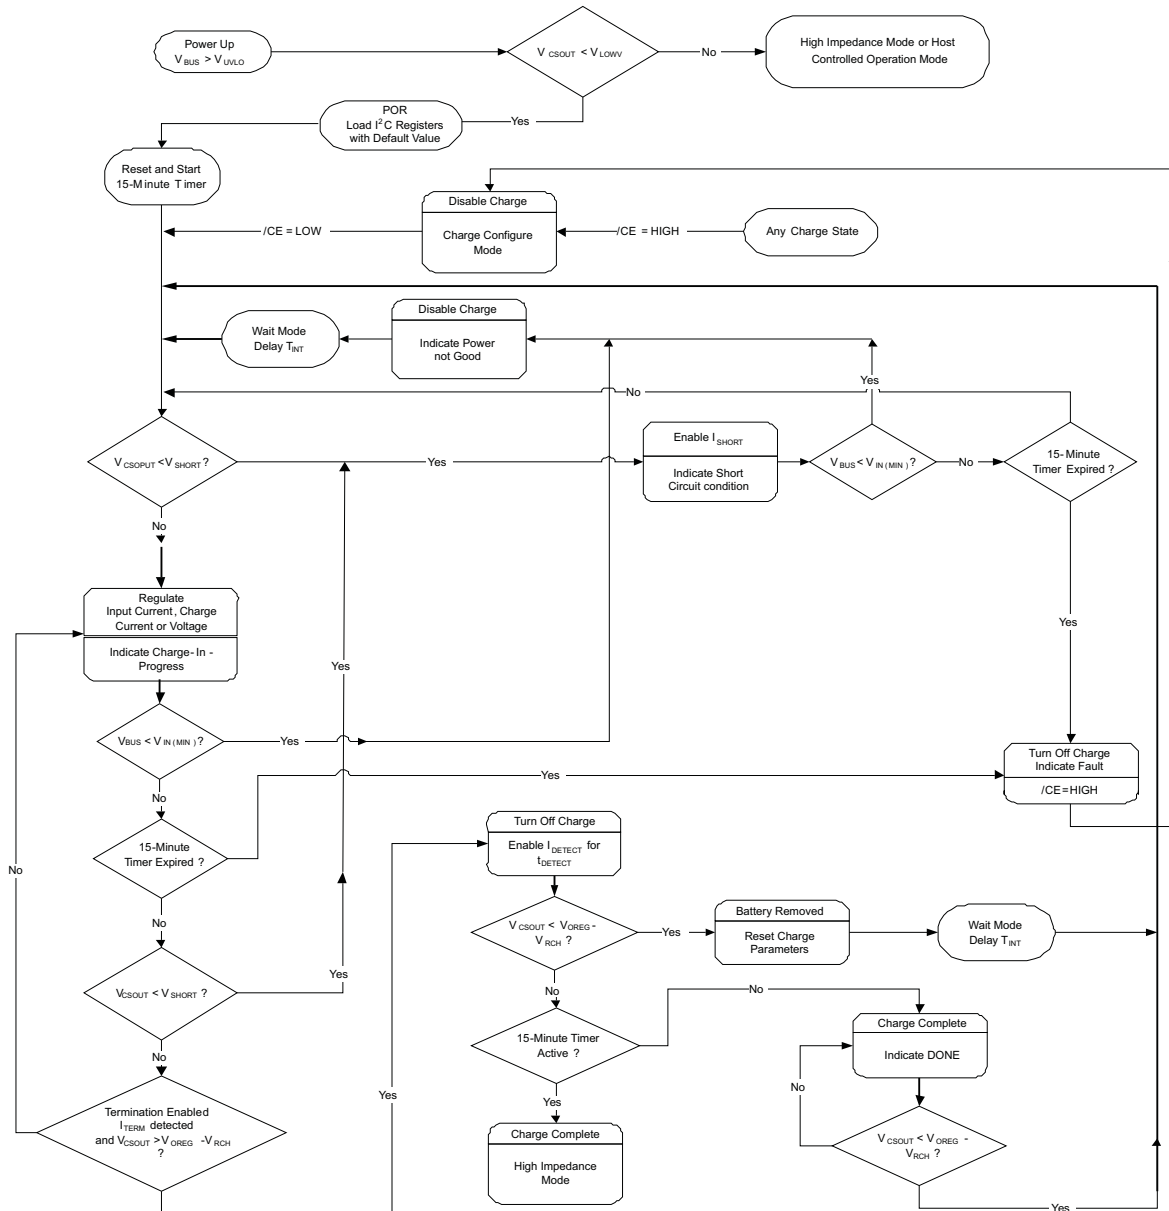 Power Up
V BUS > V UVLO
V CSOUT < V LOWV
No
High Impedance Mode or Host
Controlled Operation Mode
Yes
POR
Load I2C Registers
with Default Value
Reset and Start
15-Minute Timer
Disable Charge
Charge Configure
Mode
/CE = LOW
/CE = HIGH
Any Charge State
Disable Charge
Indicate Power
not Good
Wait Mode
Delay TINT
No
Yes
V CSOPUT < V SHORT ?
Yes
Enable I SHORT
Indicate Short
Circuit condition
V BUS < V IN ( MIN ) ?
No
15- Minute
Timer Expired ?
No
Regulate
Input Current, Charge
Current or Voltage
Indicate Charge- In -
Progress
Yes
Yes
VBUS < V IN ( MIN ) ?
Yes
No
Yes
Turn Off Charge
Indicate Fault
/CE = HIGH
15-Minute
Timer Expired ?
No
No
Turn Off Charge
Enable I DETECT for
tDETECT
V CSOUT < VOREG -
V RCH ?
Yes
Battery Removed
Reset Charge
Parameters
Wait Mode
Delay TINT
VCSOUT < V SHORT ?
Yes
No
No
No
15-Minute Timer
Active ?
Charge Complete
Indicate DONE
No
Yes
Yes
Termination Enabled
ITERM detected
and VCSOUT > V OREG - V RCH
?
Charge Complete
High Impedance
Mode
V CSOUT < V OREG -
VRCH ?
Yes